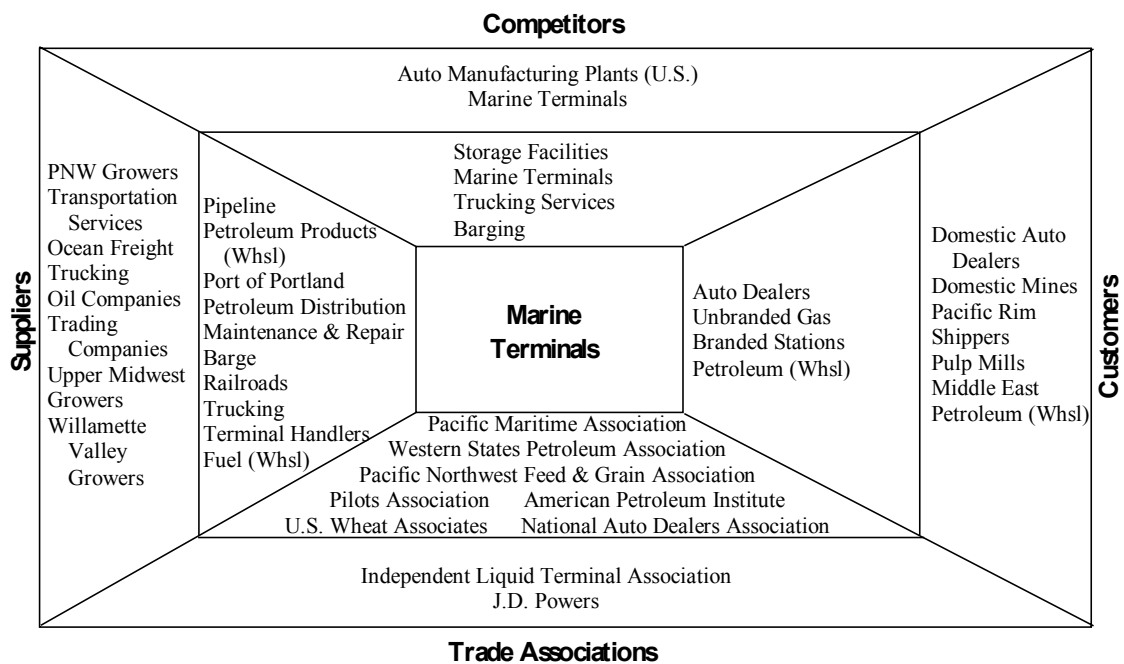 Competitors
Auto Manufacturing Plants (U.S.)
Marine Terminals
Storage Facilities
Marine Terminals
Trucking Services
Barging
Suppliers
PNW Growers
Transportation
Services
Ocean Freight
Trucking
Oil Companies
Trading
Companies
Upper Midwest
Growers
Willamette
Valley
Growers
Pipeline
Petroleum Products
(Whsl)
Port of Portland
Petroleum Distribution
Maintenance & Repair
Barge
Railroads
Trucking
Terminal Handlers
Fuel (Whsl)
Marine
Terminals
Auto Dealers
Unbranded Gas
Branded Stations
Petroleum (Whsl)
Domestic Auto
Dealers
Domestic Mines
Pacific Rim
Shippers
Pulp Mills
Middle East
Petroleum (Whsl)
Customers
Pacific Maritime Association
Western States Petroleum Association
Pacific Northwest Feed & Grain Association
Pilots Association American Petroleum Institute
U.S. Wheat Associates National Auto Dealers Association
Independent Liquid Terminal Association
J.D. Powers
Trade Associations